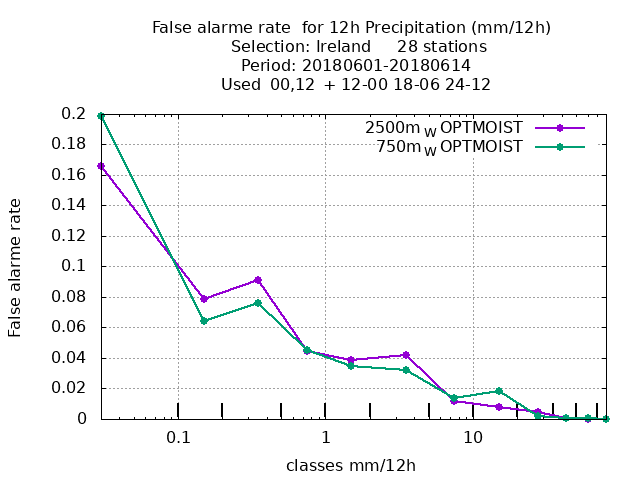 False alarme rate  for 12h Precipitation (mm/12h)
Selection: Ireland     28 stations
Period: 20180601-20180614
Used  00,12  + 12-00 18-06 24-12
2500m W OPTMOIST
750m W OPTMOIST
0.2
0.18
0.16
0.14
0.12
0.1
0.08
0.06
0.04
0.02
0
False alarme rate
0.1
1
10
classes mm/12h